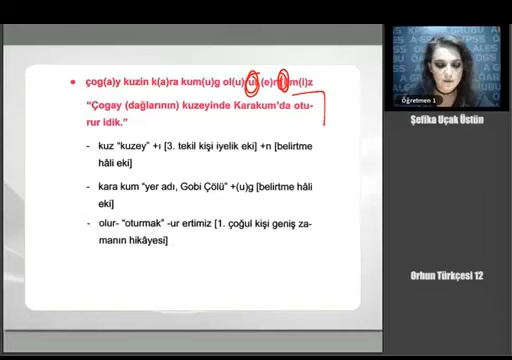 çog(a)y kuzin k(a)ra kum(u)g ol(u)rur (e)rt m(i)z
"Çogay (dağlarının) kuzeyinde Karakum'da otu-
rur idik."
- kuz "kuzey" +ı [3. tekil kişi iyelik eki] +n [belirtme
hâli eki]
- kara kum "yer adı, Gobi Çölü" +(u)g [belirtme hâli
eki]
- olur- "oturmak" -ur ertimiz [1. çoğul kişi geniş za-
manın hikâyesi]
Öğretmen 1
Şefika Uçak Üstün
Orhun Türkçesi 12